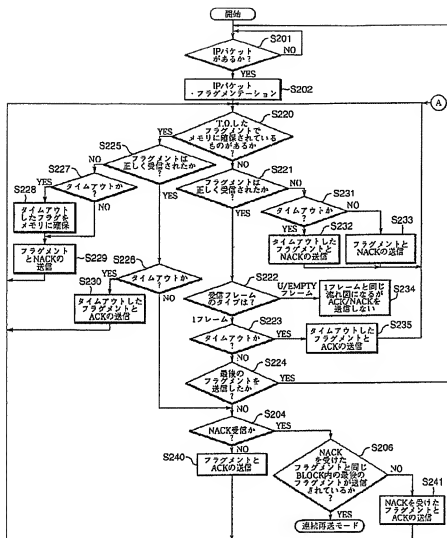 開始
S201
IPパケット
があるか?
NO
YES
IPパケット
・フラグメンテーション
S202
A
S220
T.O.した
フラグメントで
メモリに確保されている
ものがあるか
?
YES
NO
S225
フラグメントは
正しく受信されたか
?
NO
YES
S221
フラグメントは
正しく受信されたか
?
NO
YES
S227
タイムアウトか
?
YES
NO
S228
タイムアウト
したフラグを
メモリに確保
S229
フラグメント
とNACKの
送信
S231
タイムアウトか
?
NO
YES
S232
タイムアウトした
フラグメントと
NACKの送信
S233
フラグメントと
NACKの送信
S226
タイムアウトか
?
YES
NO
S230
タイムアウトした
フラグメントと
ACKの送信
S222
受信フレーム
のタイプは?
U/EMPTY
フレーム
Iフレーム
S234
Iフレームと同じ
流れ図になるが
ACK/NACKを
送信しない
S223
タイムアウトか
?
YES
NO
S235
タイムアウトした
フラグメントと
ACKの送信
S224
最後の
フラグメントを
送信したか
?
YES
NO
S204
NACK受信か
?
YES
NO
S240
フラグメントと
ACKの送信
S206
NACK
を受けた
フラグメントと同じ
BLOCK内の最後の
フラグメントが送信
されているか
?
NO
YES
S241
NACKを受けた
フラグメントと
ACKの送信
連続再送モード